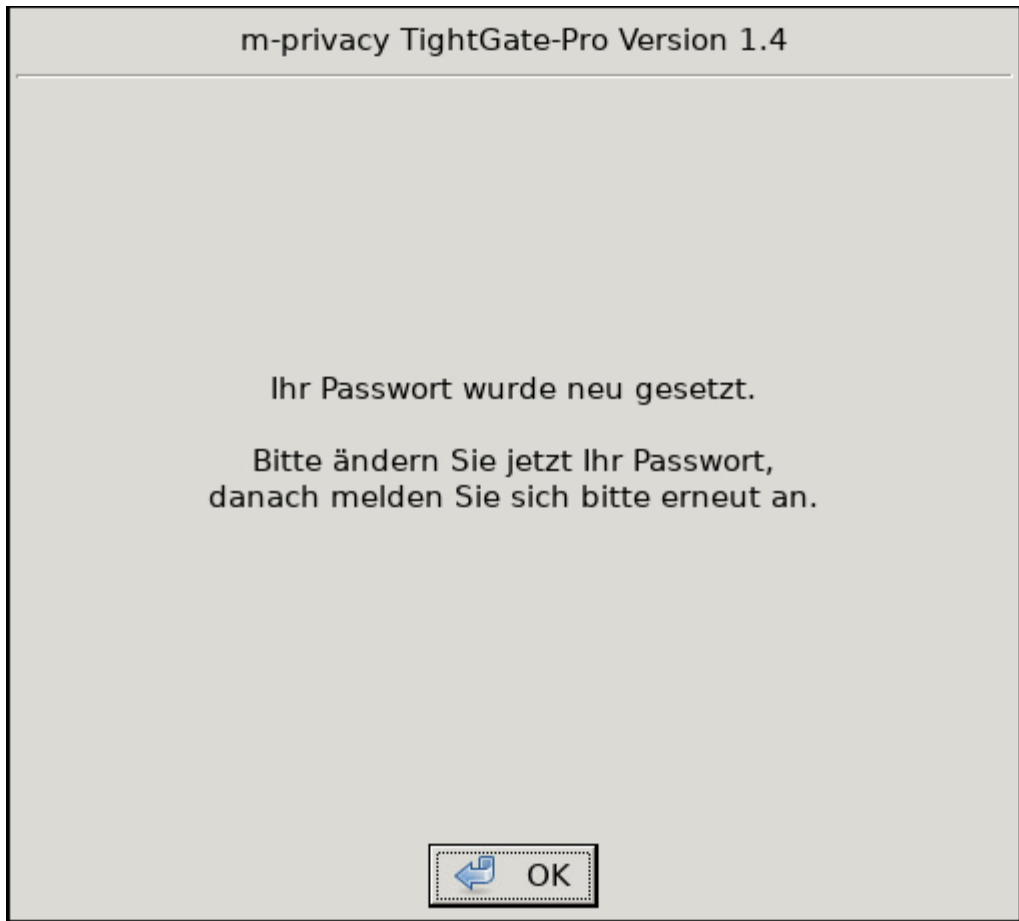 m-privacy TightGate-Pro Version 1.4
Ihr Passwort wurde neu gesetzt.
Bitte ändern Sie jetzt Ihr Passwort,
danach melden Sie sich bitte erneut an.
OK